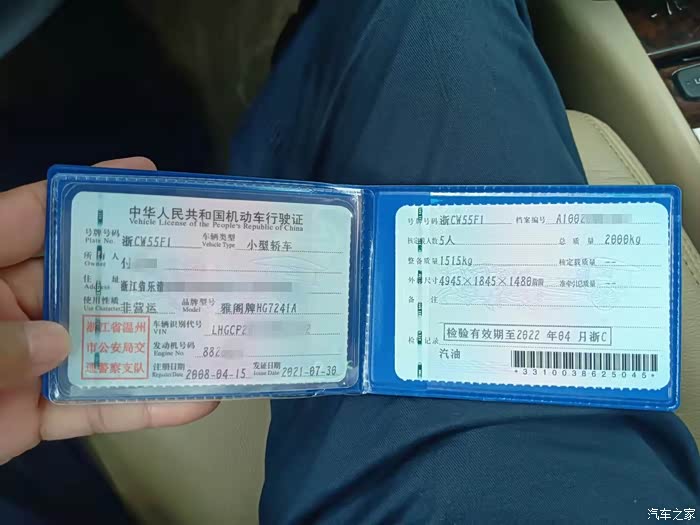 中华人民共和国机动车行驶证
Vehicle License of the People's Republic of China
号牌号码 Plate No. 浙CW55F1 车辆类型 Vehicle Type 小型轿车
所有人 Owner
住址 Address 浙江省乐清
使用性质 Use Character 非营运 品牌型号 Model 雅阁牌HG7241A
车辆识别代号 VIN LHGCP2
发动机号码 Engine No. 882
注册日期 Register Date 2008-04-15 发证日期 Issue Date 2021-07-30
浙江省温州
市公安局交
通警察支队
号牌号码 浙CW55F1 档案编号 A1002
核定载人数 5人 总质量 2000kg
整备质量 1515kg 核定载质量
外廓尺寸 4945×1845×1480mm 准牵引总质量
备注
检验记录 检验有效期至2022 年04 月浙C
汽油
*3310038625045*
汽车之家